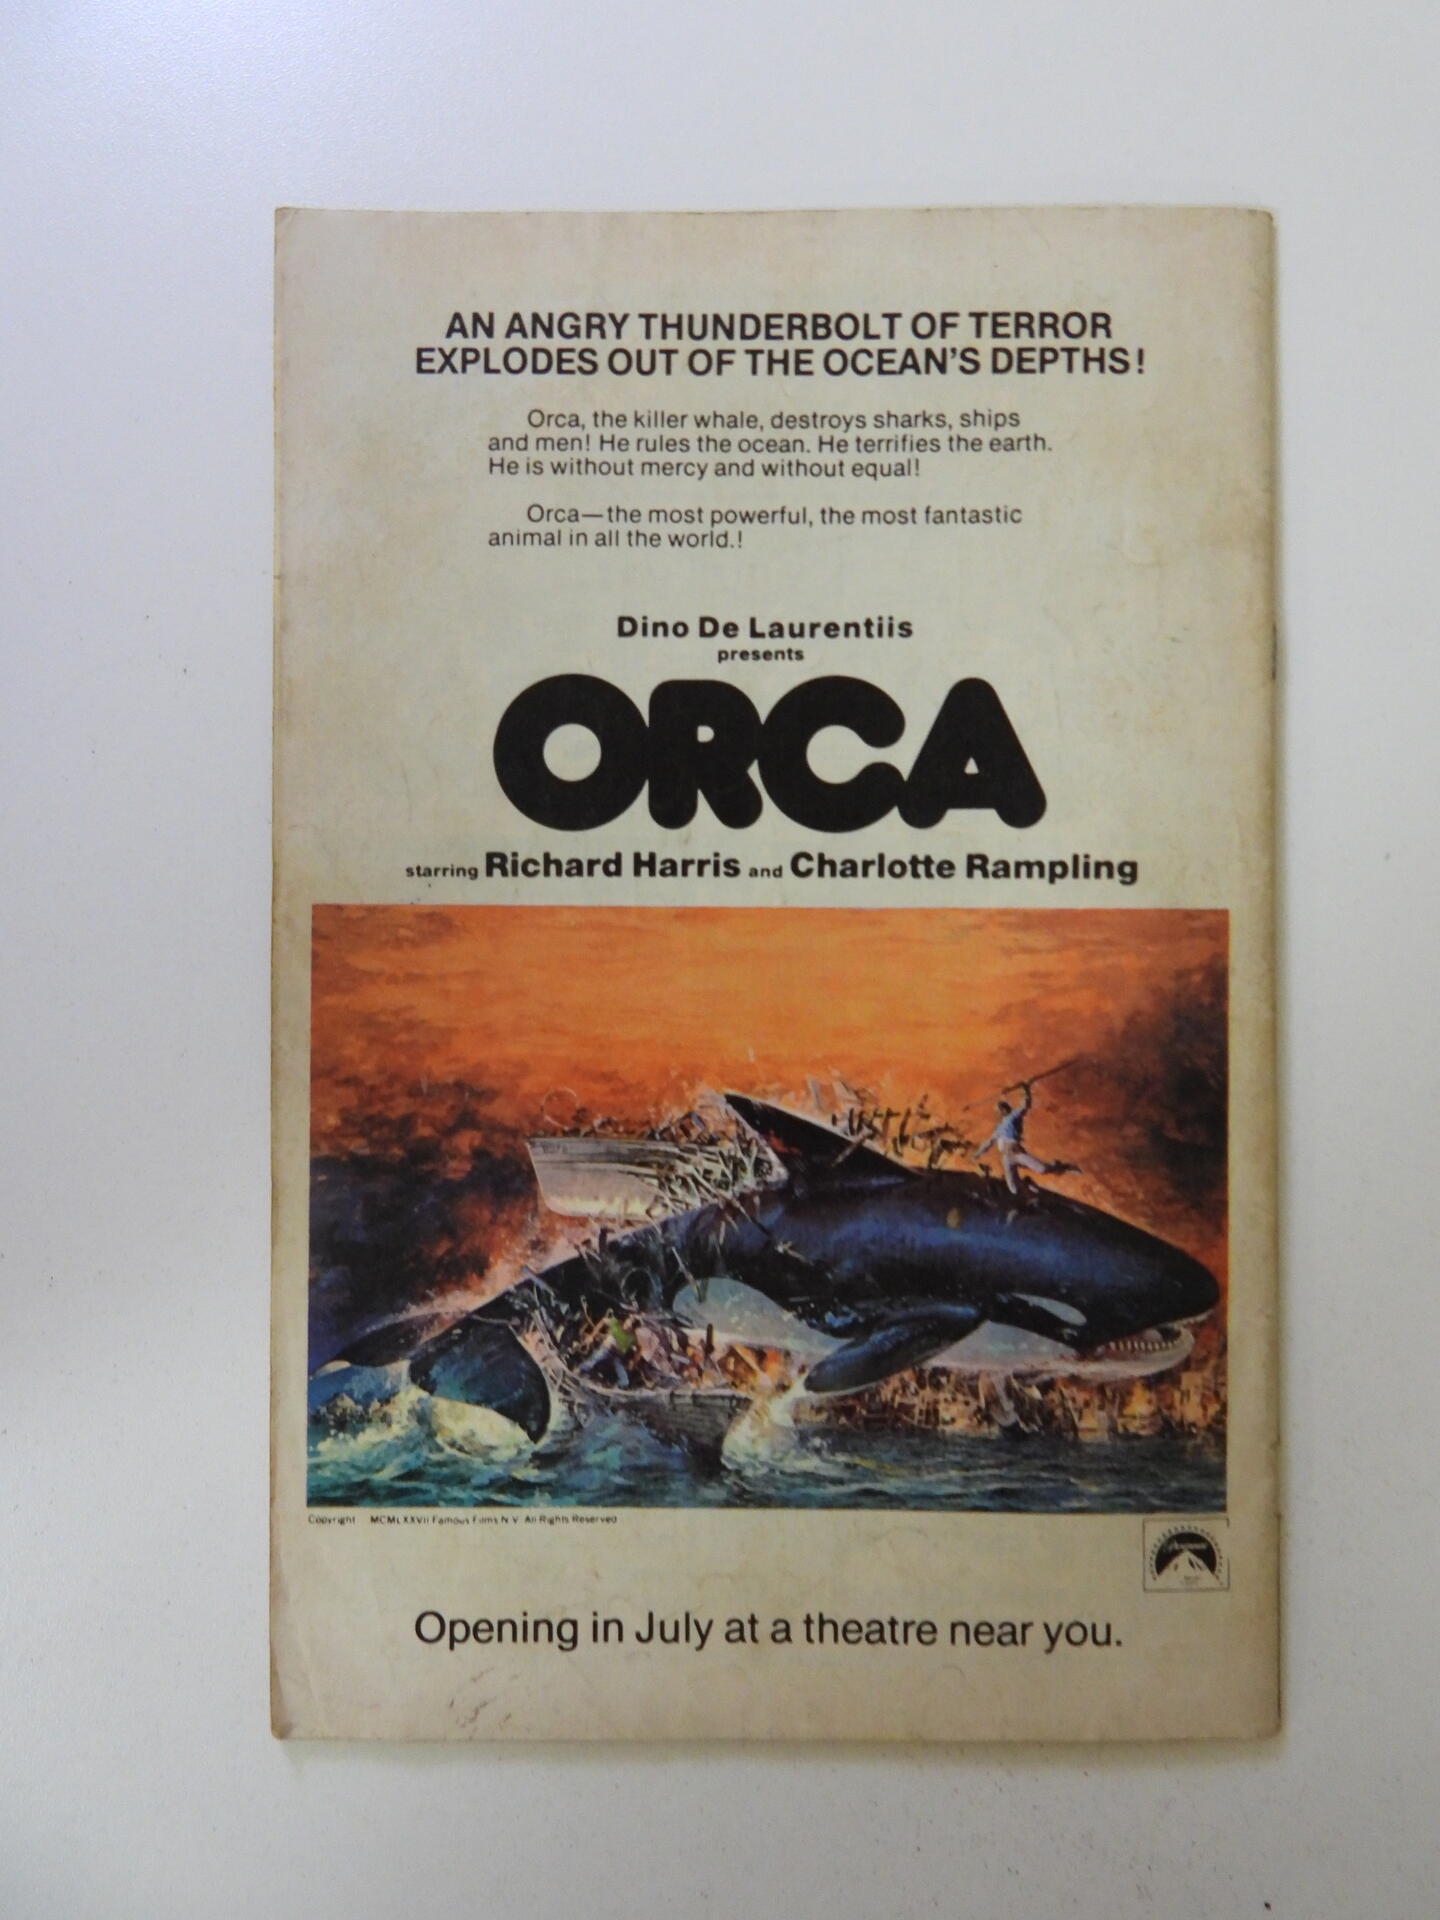 AN ANGRY THUNDERBOLT OF TERROR
EXPLODES OUT OF THE OCEAN'S DEPTHS!
Orca, the killer whale, destroys sharks, ships
and men! He rules the ocean. He terrifies the earth.
He is without mercy and without equal!
Orca—the most powerful, the most fantastic
animal in all the world.!
Dino De Laurentiis
presents
ORCA
starring Richard Harris and Charlotte Rampling
Copyright MCMLXXVII Famous Films N.V. All Rights Reserved
Paramount
Opening in July at a theatre near you.